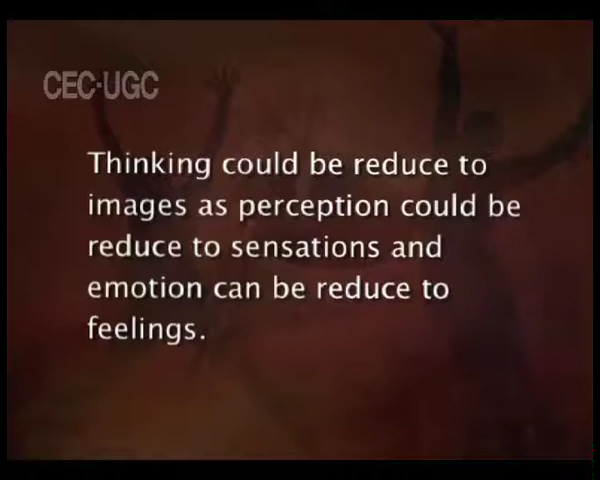 CEC-UGC
Thinking could be reduce to
images as perception could be
reduce to sensations and
emotion can be reduce to
feelings.